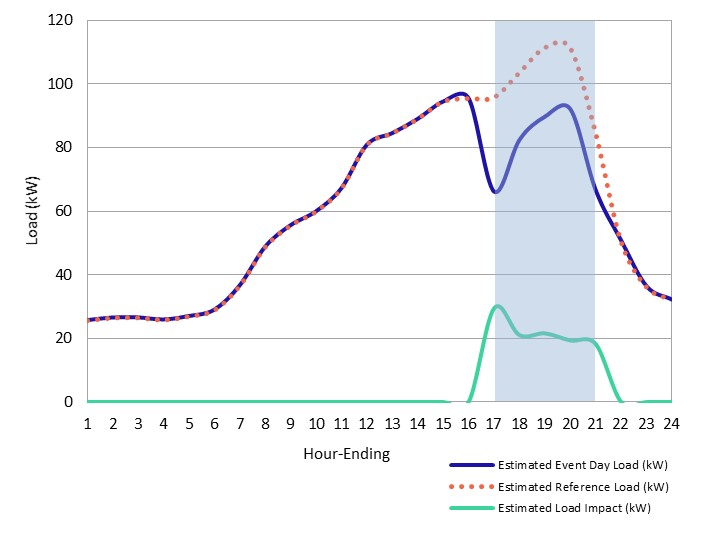 120
100
80
60
40
20
0
Load (kW)
1 2 3 4 5 6 7 8 9 10 11 12 13 14 15 16 17 18 19 20 21 22 23 24
Hour-Ending
Estimated Event Day Load (kW)
Estimated Reference Load (kW)
Estimated Load Impact (kW)